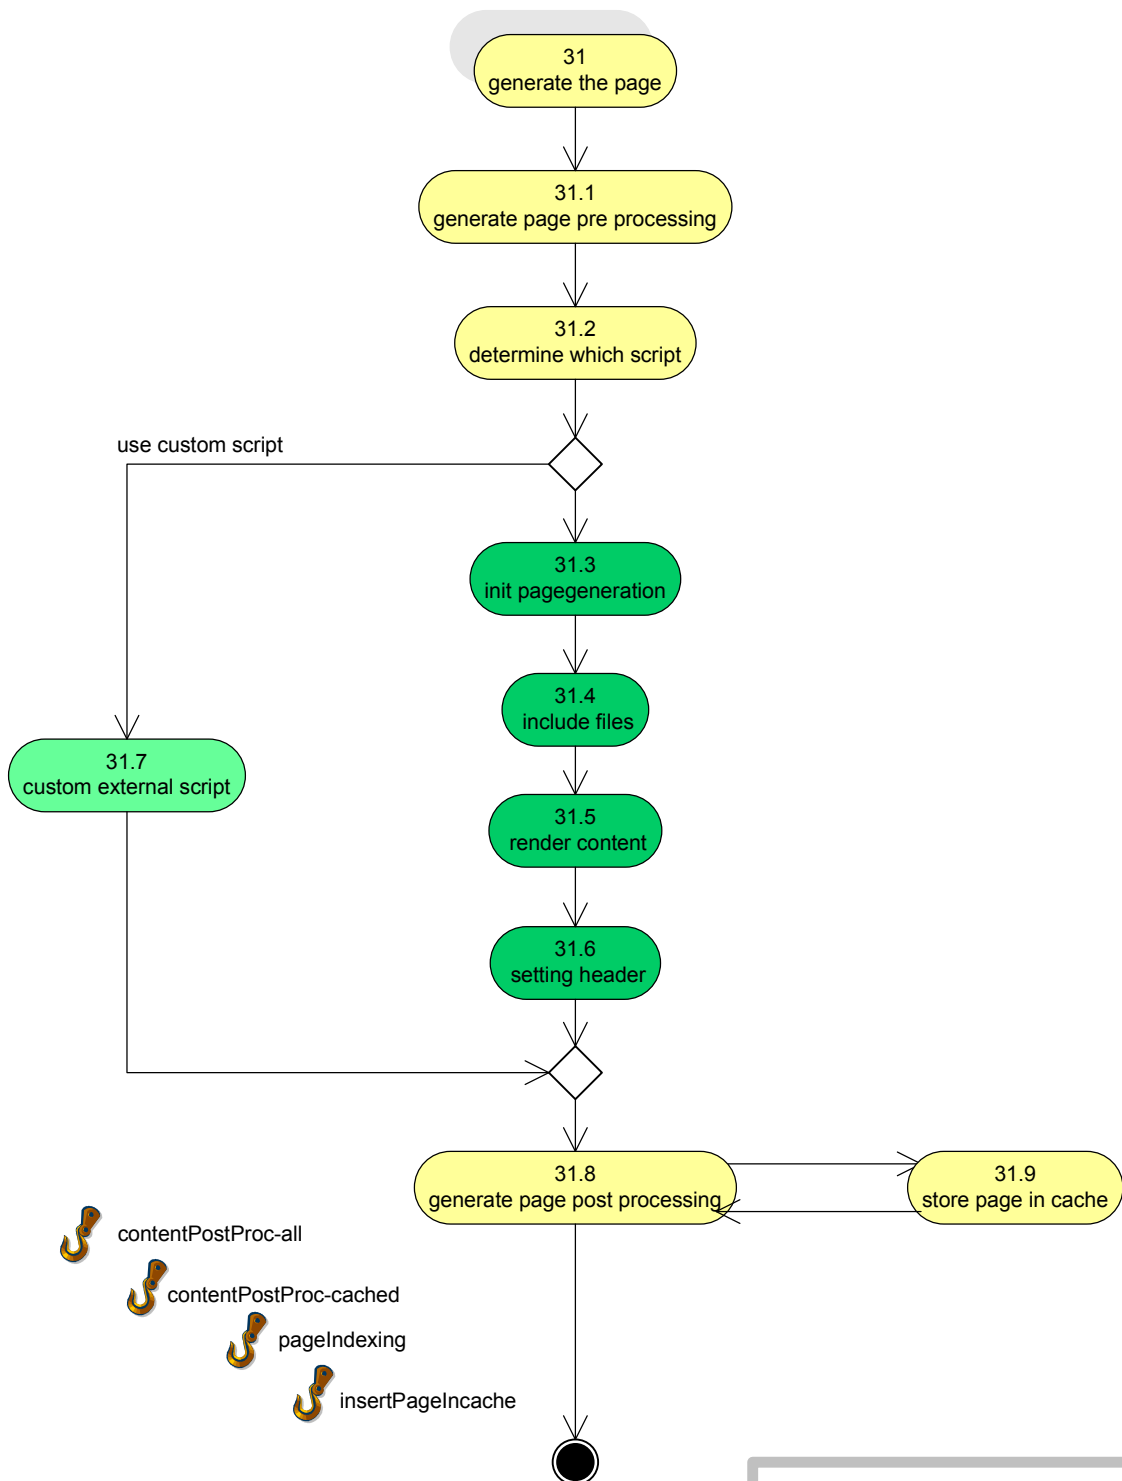 31
generate the page
31.1
generate page pre processing
31.2
determine which script
use custom script
31.3
init pagegeneration
31.4
include files
31.7
custom external script
31.5
render content
31.6
setting header
31.8
generate page post processing
31.9
store page in cache
contentPostProc-all
contentPostProc-cached
pageIndexing
insertPageIncache